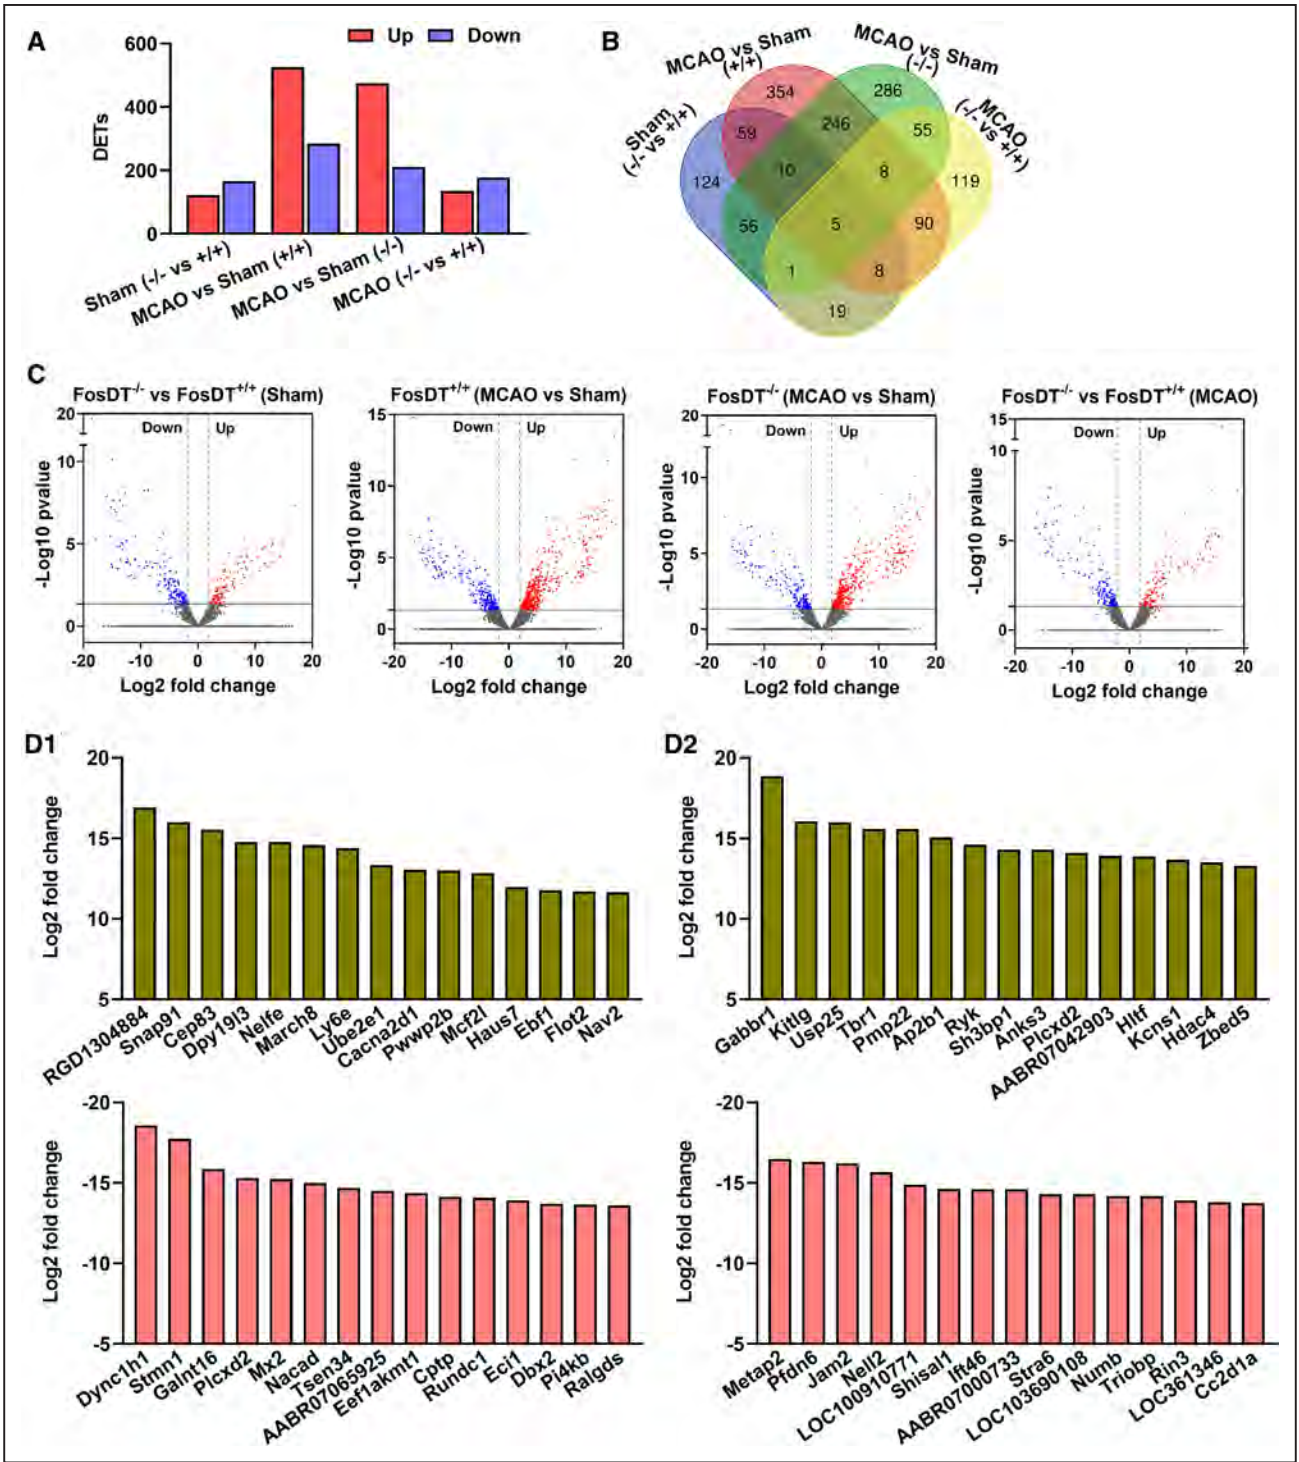 A
Up Down
600
400
200
0
DETs
Sham (-/- vs +/+)
MCAO vs Sham (+/+)
MCAO vs Sham (-/-)
MCAO (-/- vs +/+)
B
MCAO vs Sham
(+/+)
MCAO vs Sham
(-/-)
Sham
(-/- vs +/+)
MCAO
(-/- vs +/+)
354
286
59
246
55
124
10
8
119
56
5
90
1
8
19
C
FosDT-/- vs FosDT+/+ (Sham)
20
10
5
0
-Log10 pvalue
Down Up
-20 -10 0 10 20
Log2 fold change
FosDT+/+ (MCAO vs Sham)
15
10
5
0
-Log10 pvalue
Down Up
-20 -10 0 10 20
Log2 fold change
FosDT-/- (MCAO vs Sham)
20
10
5
0
-Log10 pvalue
Down Up
-20 -10 0 10 20
Log2 fold change
FosDT-/- vs FosDT+/+ (MCAO)
15
10
5
0
-Log10 pvalue
Down Up
-20 -10 0 10 20
Log2 fold change
D1
20
15
10
5
Log2 fold change
RGD1304884
Snap91
Cep83
Dpy19l3
Nelfe
March8
Ly6e
Ube2e1
Cacna2d1
Pwwp2b
Mcf2l
Haus7
Ebf1
Flot2
Nav2
-20
-15
-10
-5
Log2 fold change
Dync1h1
Stmn1
Galnt16
Plcxd2
Mx2
Nacad
Tsen34
AABR07065925
Eef1akmt1
Cptp
Rundc1
Eci1
Dbx2
Pi4kb
Ralgds
D2
20
15
10
5
Log2 fold change
Gabbr1
Kitlg
Usp25
Tbr1
Pmp22
Ap2b1
Ryk
Sh3bp1
Anks3
Plcxd2
AABR07042903
Hltf
Kcns1
Hdac4
Zbed5
-20
-15
-10
-5
Log2 fold change
Metap2
Pfdn6
Jam2
Nell2
LOC100910771
Shisal1
Ift46
AABR07000733
Stra6
LOC103690108
Numb
Triobp
Rin3
LOC361346
Cc2d1a